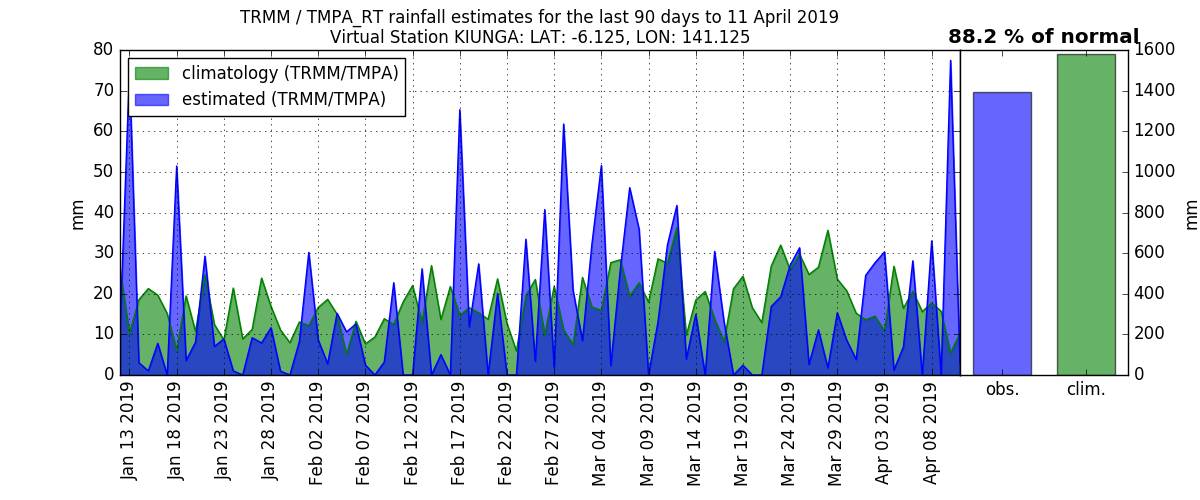 TRMM / TMPA_RT rainfall estimates for the last 90 days to 11 April 2019
Virtual Station KIUNGA: LAT: -6.125, LON: 141.125
88.2 % of normal
climatology (TRMM/TMPA)
estimated (TRMM/TMPA)
mm
80
70
60
50
40
30
20
10
0
Jan 13 2019
Jan 18 2019
Jan 23 2019
Jan 28 2019
Feb 02 2019
Feb 07 2019
Feb 12 2019
Feb 17 2019
Feb 22 2019
Feb 27 2019
Mar 04 2019
Mar 09 2019
Mar 14 2019
Mar 19 2019
Mar 24 2019
Mar 29 2019
Apr 03 2019
Apr 08 2019
obs.
clim.
1600
1400
1200
1000
800
600
400
200
0
mm